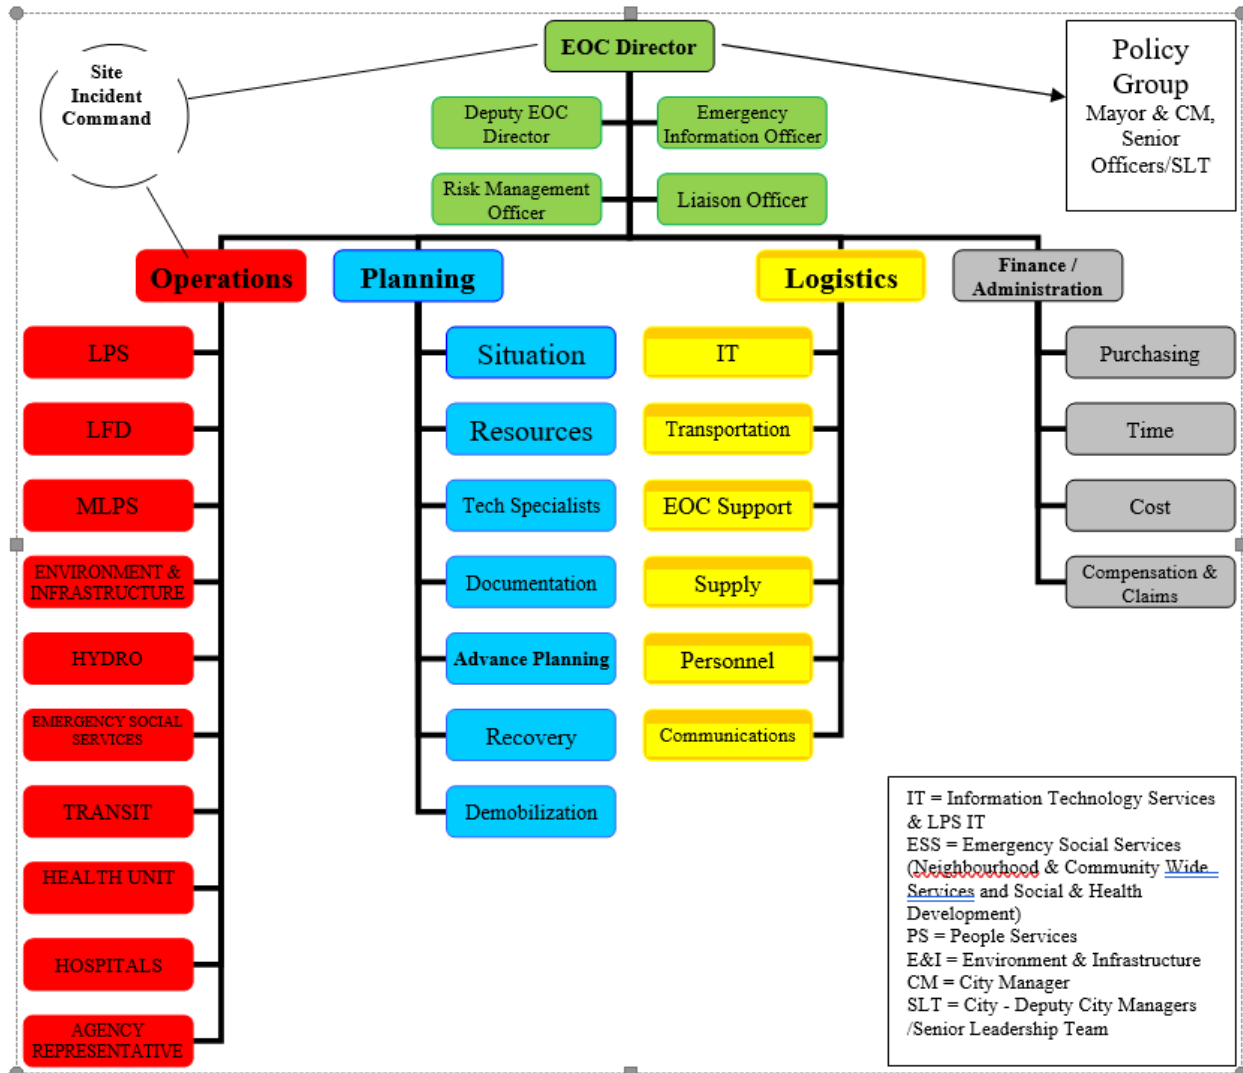 EOC Director
Site
Incident
Command
Policy
Group
Mayor & CM,
Senior
Officers/SLT
Deputy EOC
Director
Emergency
Information Officer
Risk Management
Officer
Liaison Officer
Operations
Planning
Logistics
Finance /
Administration
LPS
LFD
MLPS
ENVIRONMENT &
INFRASTRUCTURE
HYDRO
EMERGENCY SOCIAL
SERVICES
TRANSIT
HEALTH UNIT
HOSPITALS
AGENCY
REPRESENTATIVE
Situation
Resources
Tech Specialists
Documentation
Advance Planning
Recovery
Demobilization
IT
Transportation
EOC Support
Supply
Personnel
Communications
Purchasing
Time
Cost
Compensation &
Claims
IT = Information Technology Services
& LPS IT
ESS = Emergency Social Services
(Neighbourhood & Community Wide
Services and Social & Health
Development)
PS = People Services
E&I = Environment & Infrastructure
CM = City Manager
SLT = City - Deputy City Managers
/Senior Leadership Team